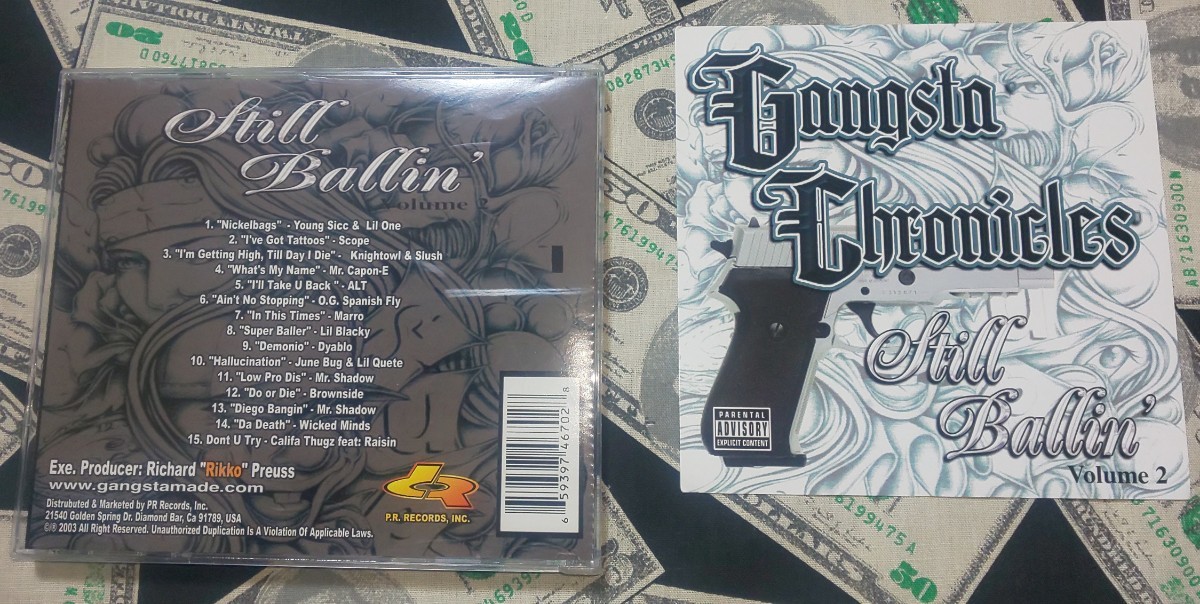 Still
Ballin'
Volume 2
1. "Nickelbags" - Young Sicc & Lil One
2. "I've Got Tattoos" - Scope
3. "I'm Getting High, Till Day I Die" - Knightowl & Slush
4. "What's My Name" - Mr. Capon-E
5. "I'll Take U Back" - ALT
6. "Ain't No Stopping" - O.G. Spanish Fly
7. "In This Times" - Marro
8. "Super Baller" - Lil Blacky
9. "Demonio" - Dyablo
10. "Hallucination" - June Bug & Lil Quete
11. "Low Pro Dis" - Mr. Shadow
12. "Do or Die" - Brownside
13. "Diego Bangin" - Mr. Shadow
14. "Da Death" - Wicked Minds
15. Dont U Try - Califa Thugz feat: Raisin
Exe. Producer: Richard "Rikko" Preuss
www.gangstamade.com
Distrubuted & Marketed by PR Records, Inc.
21540 Golden Spring Dr. Diamond Bar, Ca 91789, USA
©® 2003 All Right Reserved. Unauthorized Duplication Is A Violation Of Applicable Laws.
P.R. RECORDS, INC.
6 59397 46702 8
Gangsta
Chronicles
Still
Ballin'
Volume 2
PARENTAL
ADVISORY
EXPLICIT CONTENT